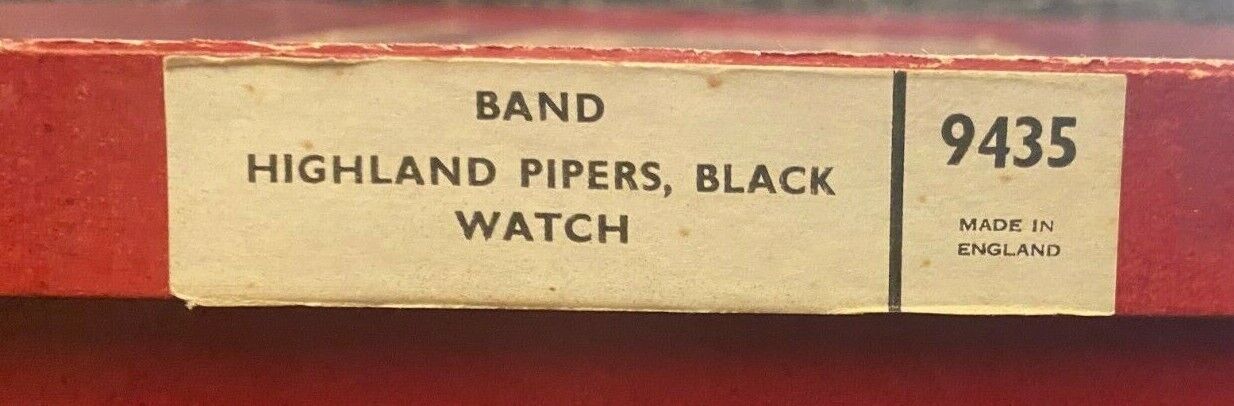 BAND
HIGHLAND PIPERS, BLACK
WATCH
9435
MADE IN
ENGLAND